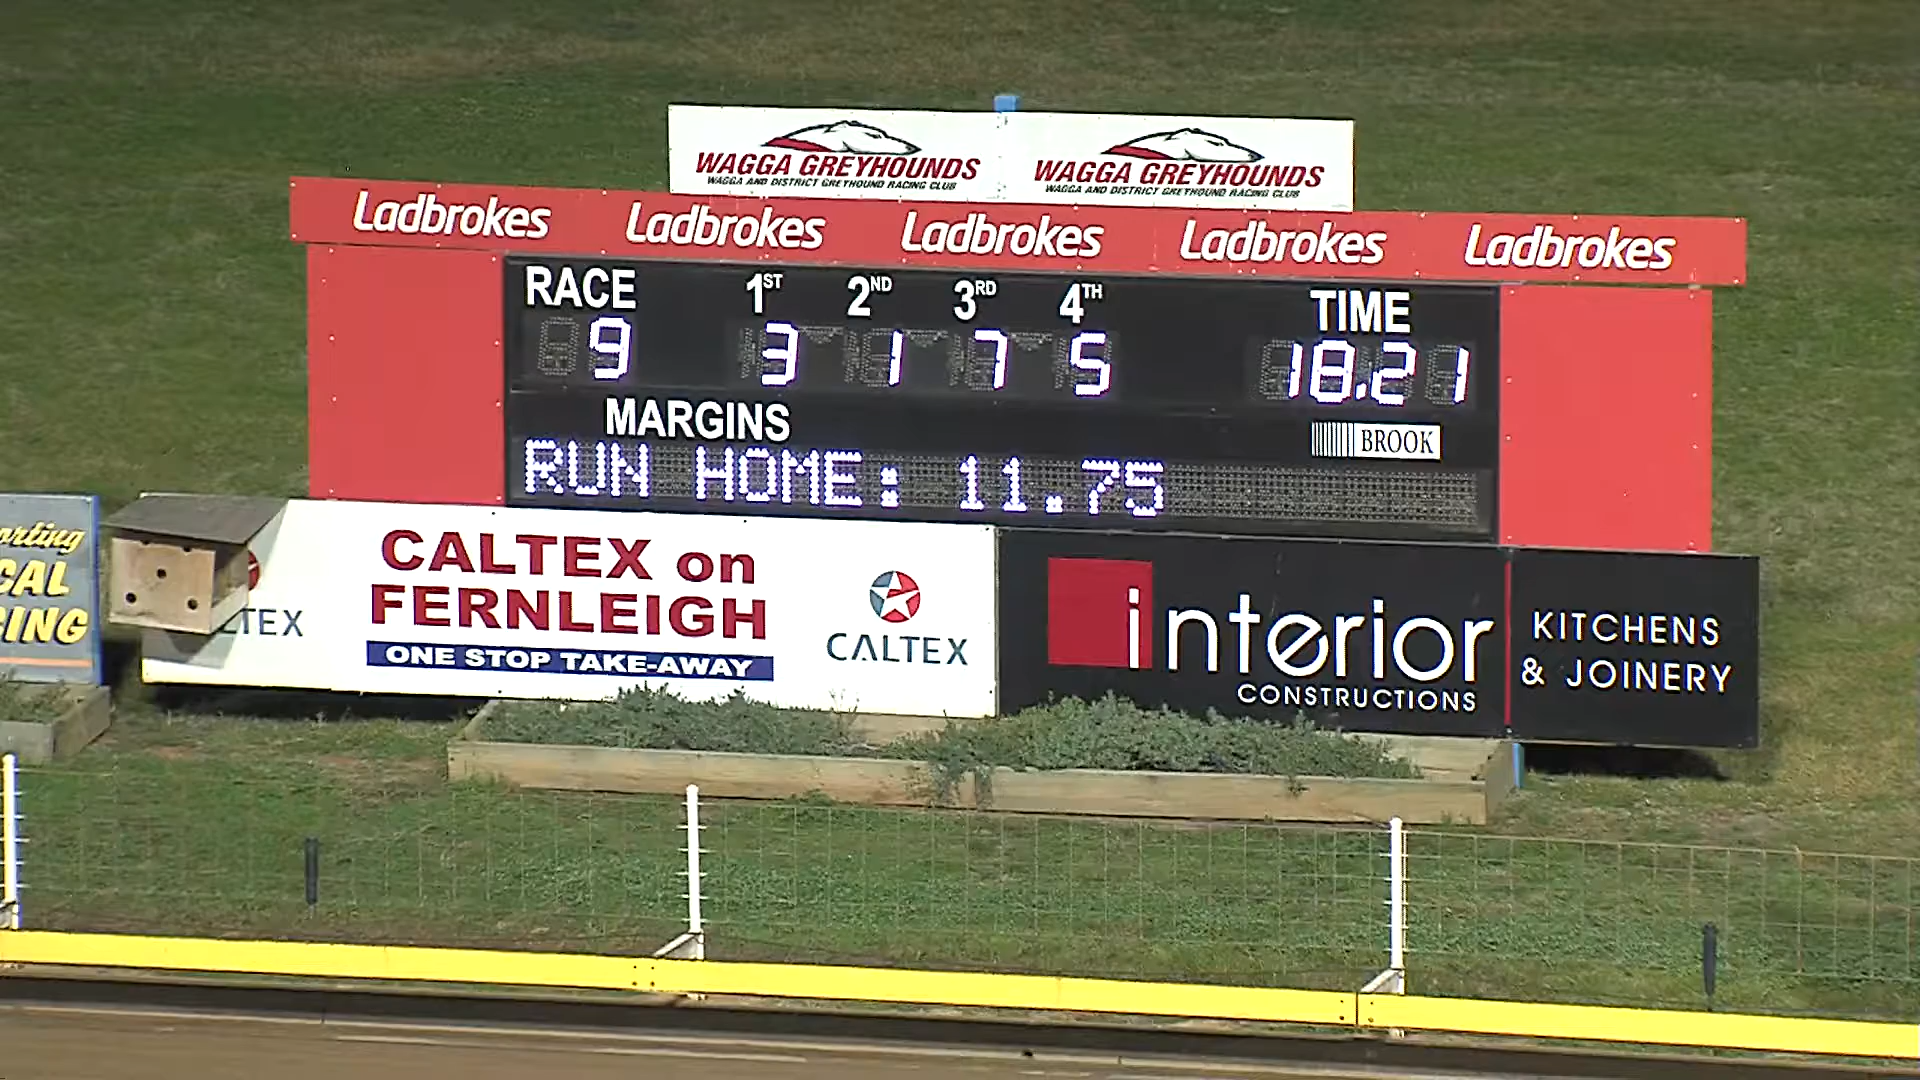 WAGGA GREYHOUNDS
WAGGA AND DISTRICT GREYHOUND RACING CLUB
WAGGA GREYHOUNDS
WAGGA AND DISTRICT GREYHOUND RACING CLUB
Ladbrokes Ladbrokes Ladbrokes Ladbrokes Ladbrokes
RACE 1ST 2ND 3RD 4TH TIME
9 3 1 7 5 18.21
MARGINS
BROOK
RUN HOME: 11.75
CALTEX on
FERNLEIGH
ONE STOP TAKE-AWAY
CALTEX
interior
CONSTRUCTIONS
KITCHENS
& JOINERY